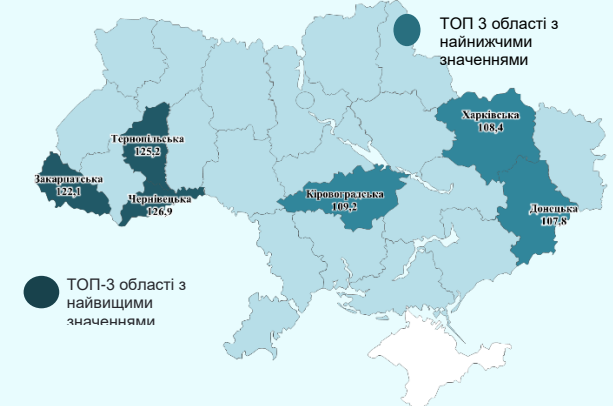 ТОП 3 області з
найнижчими
значеннями
Харківська
108,4
Тернопільська
125,2
Закарпатська
122,1
Чернівецька
126,9
Кіровоградська
109,2
Донецька
107,8
ТОП-3 області з
найвищими
значеннями